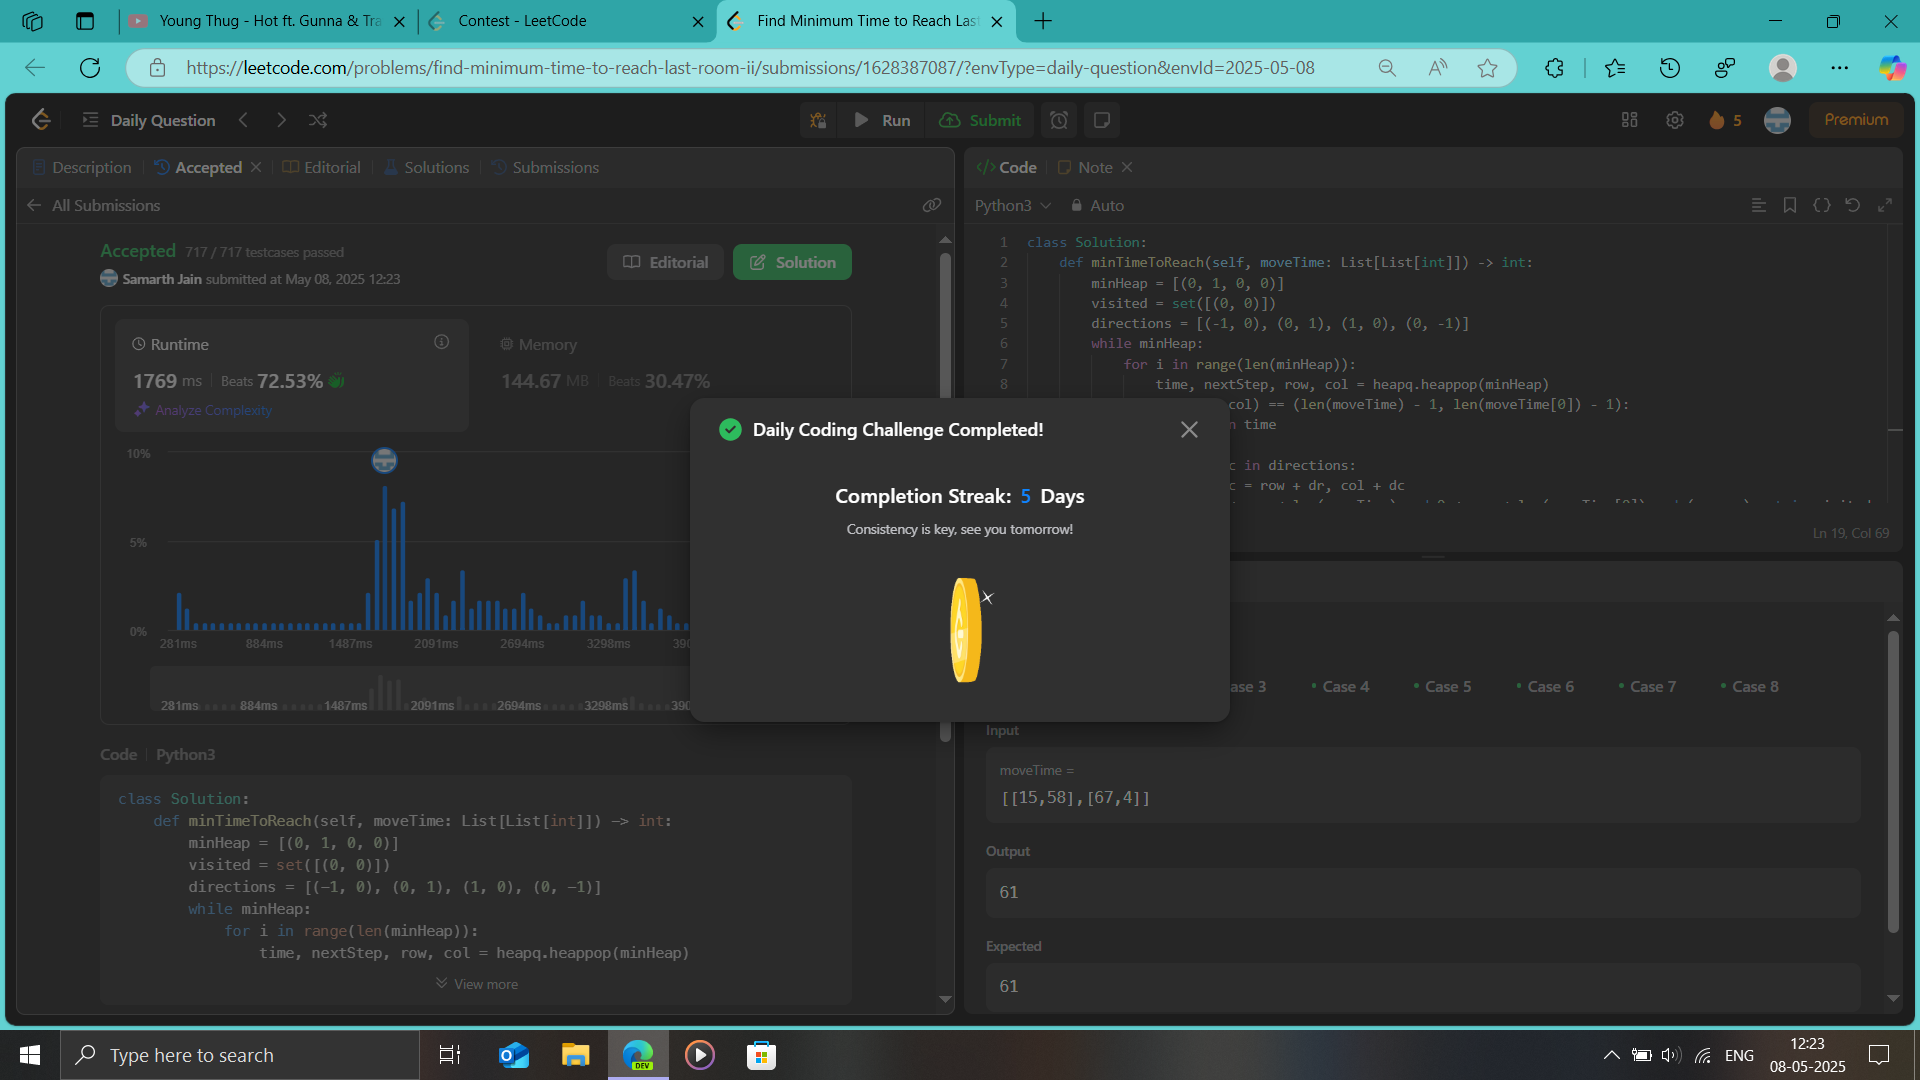 Young Thug - Hot ft. Gunna & Tra
Contest - LeetCode
Find Minimum Time to Reach Las
https://leetcode.com/problems/find-minimum-time-to-reach-last-room-ii/submissions/1628387087/?envType=daily-question&envId=2025-05-08
Daily Question
Run
Submit
5
Premium
Description
Accepted
Editorial
Solutions
Submissions
All Submissions
Accepted 717 / 717 testcases passed
Samarth Jain submitted at May 08, 2025 12:23
Editorial
Solution
Runtime
1769 ms Beats 72.53%
Analyze Complexity
Memory
144.67 MB Beats 30.47%
10%
5%
0%
281ms 884ms 1487ms 2091ms 2694ms 3298ms 390
281ms 884ms 1487ms 2091ms 2694ms 3298ms 390
Code Python3
class Solution:
def minTimeToReach(self, moveTime: List[List[int]]) -> int:
minHeap = [(0, 1, 0, 0)]
visited = set([(0, 0)])
directions = [(-1, 0), (0, 1), (1, 0), (0, -1)]
while minHeap:
for i in range(len(minHeap)):
time, nextStep, row, col = heapq.heappop(minHeap)
View more
Code
Note
Python3
Auto
1 class Solution:
2 def minTimeToReach(self, moveTime: List[List[int]]) -> int:
3 minHeap = [(0, 1, 0, 0)]
4 visited = set([(0, 0)])
5 directions = [(-1, 0), (0, 1), (1, 0), (0, -1)]
6 while minHeap:
7 for i in range(len(minHeap)):
8 time, nextStep, row, col = heapq.heappop(minHeap)
col) == (len(moveTime) - 1, len(moveTime[0]) - 1):
n time
c in directions:
c = row + dr, col + dc
Ln 19, Col 69
Daily Coding Challenge Completed!
Completion Streak: 5 Days
Consistency is key, see you tomorrow!
ase 3
Case 4
Case 5
Case 6
Case 7
Case 8
Input
moveTime =
[[15,58],[67,4]]
Output
61
Expected
61
Type here to search
DEV
ENG
12:23
08-05-2025